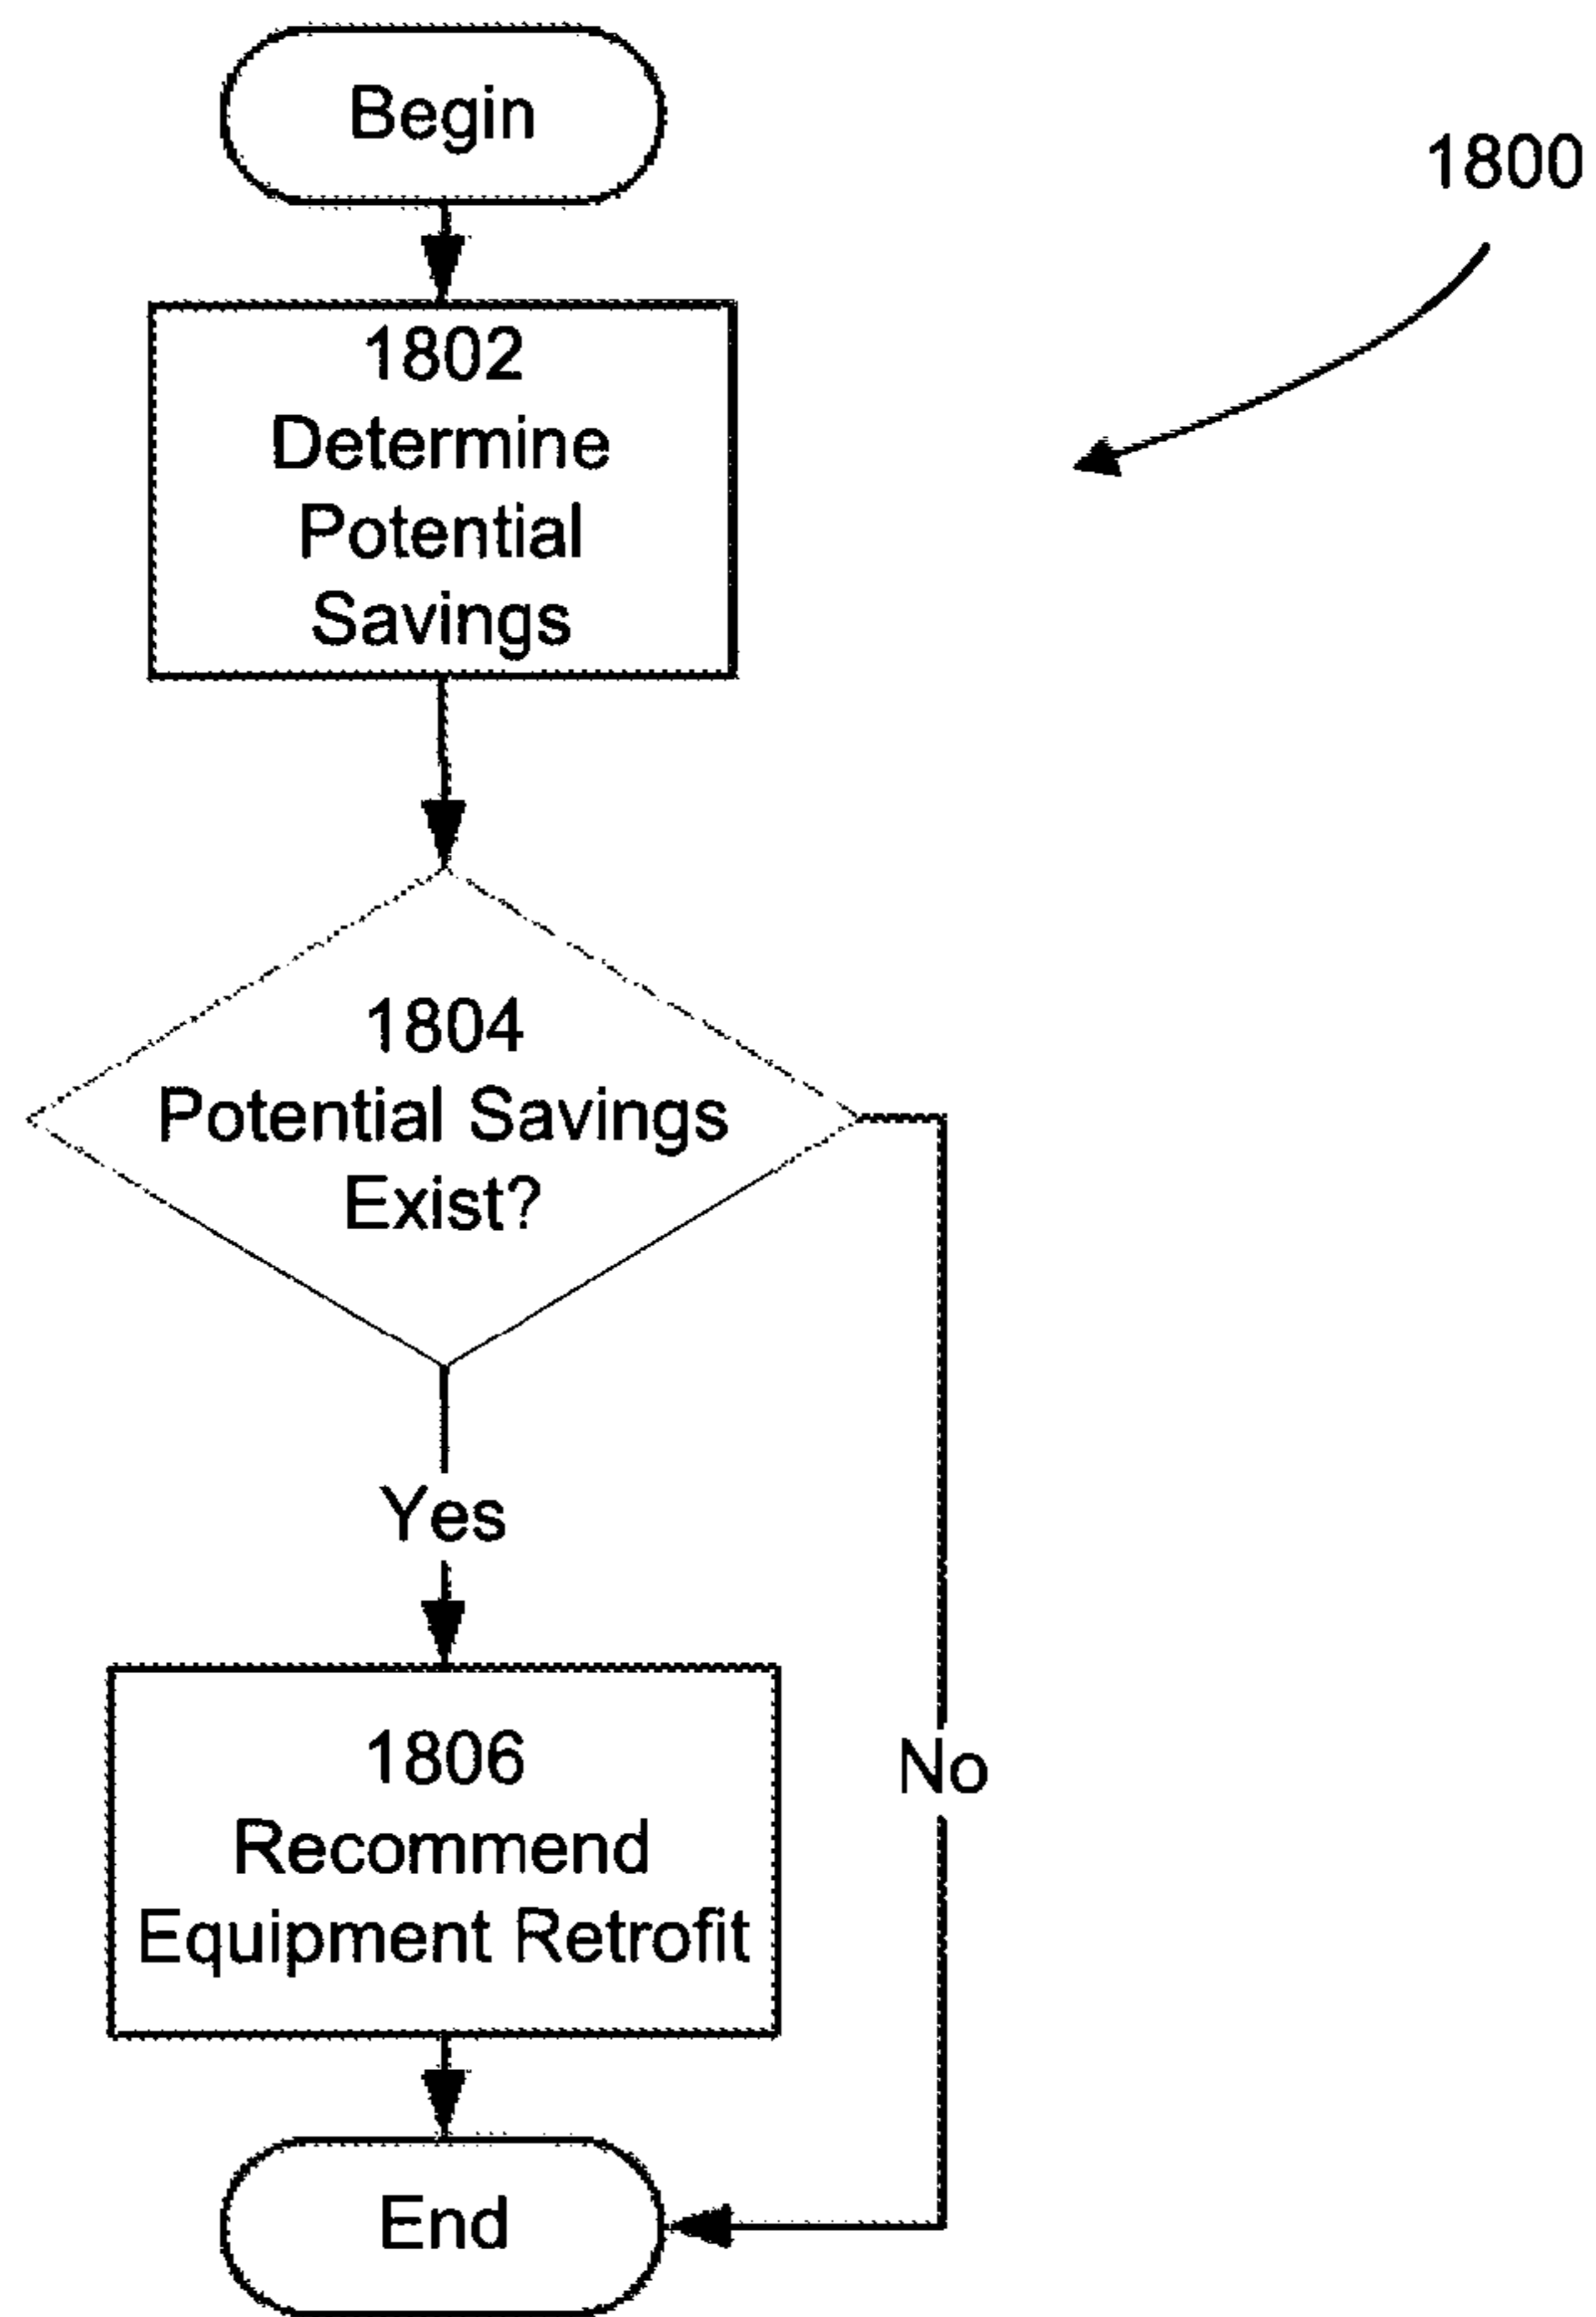 Begin
1800
1802
Determine
Potential
Savings
1804
Potential Savings
Exist?
Yes
1806
Recommend
Equipment Retrofit
No
End